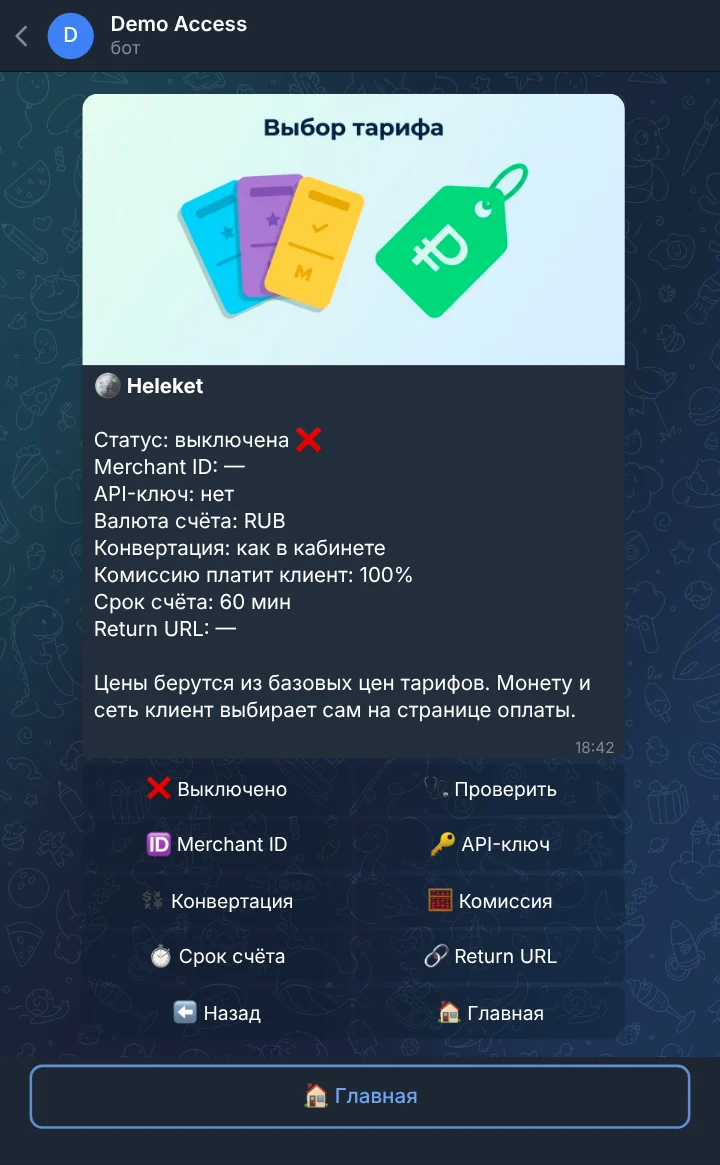 D
Demo Access
бот
Выбор тарифа
M
Heleket
Статус: выключена ❌
Merchant ID: —
API-ключ: нет
Валюта счёта: RUB
Конвертация: как в кабинете
Комиссию платит клиент: 100%
Срок счёта: 60 мин
Return URL: —
Цены берутся из базовых цен тарифов. Монету и
сеть клиент выбирает сам на странице оплаты.
18:42
❌ Выключено
🩺 Проверить
🆔 Merchant ID
🔑 API-ключ
💱 Конвертация
🧮 Комиссия
⏱ Срок счёта
🔗 Return URL
⬅️ Назад
🏠 Главная
🏠 Главная